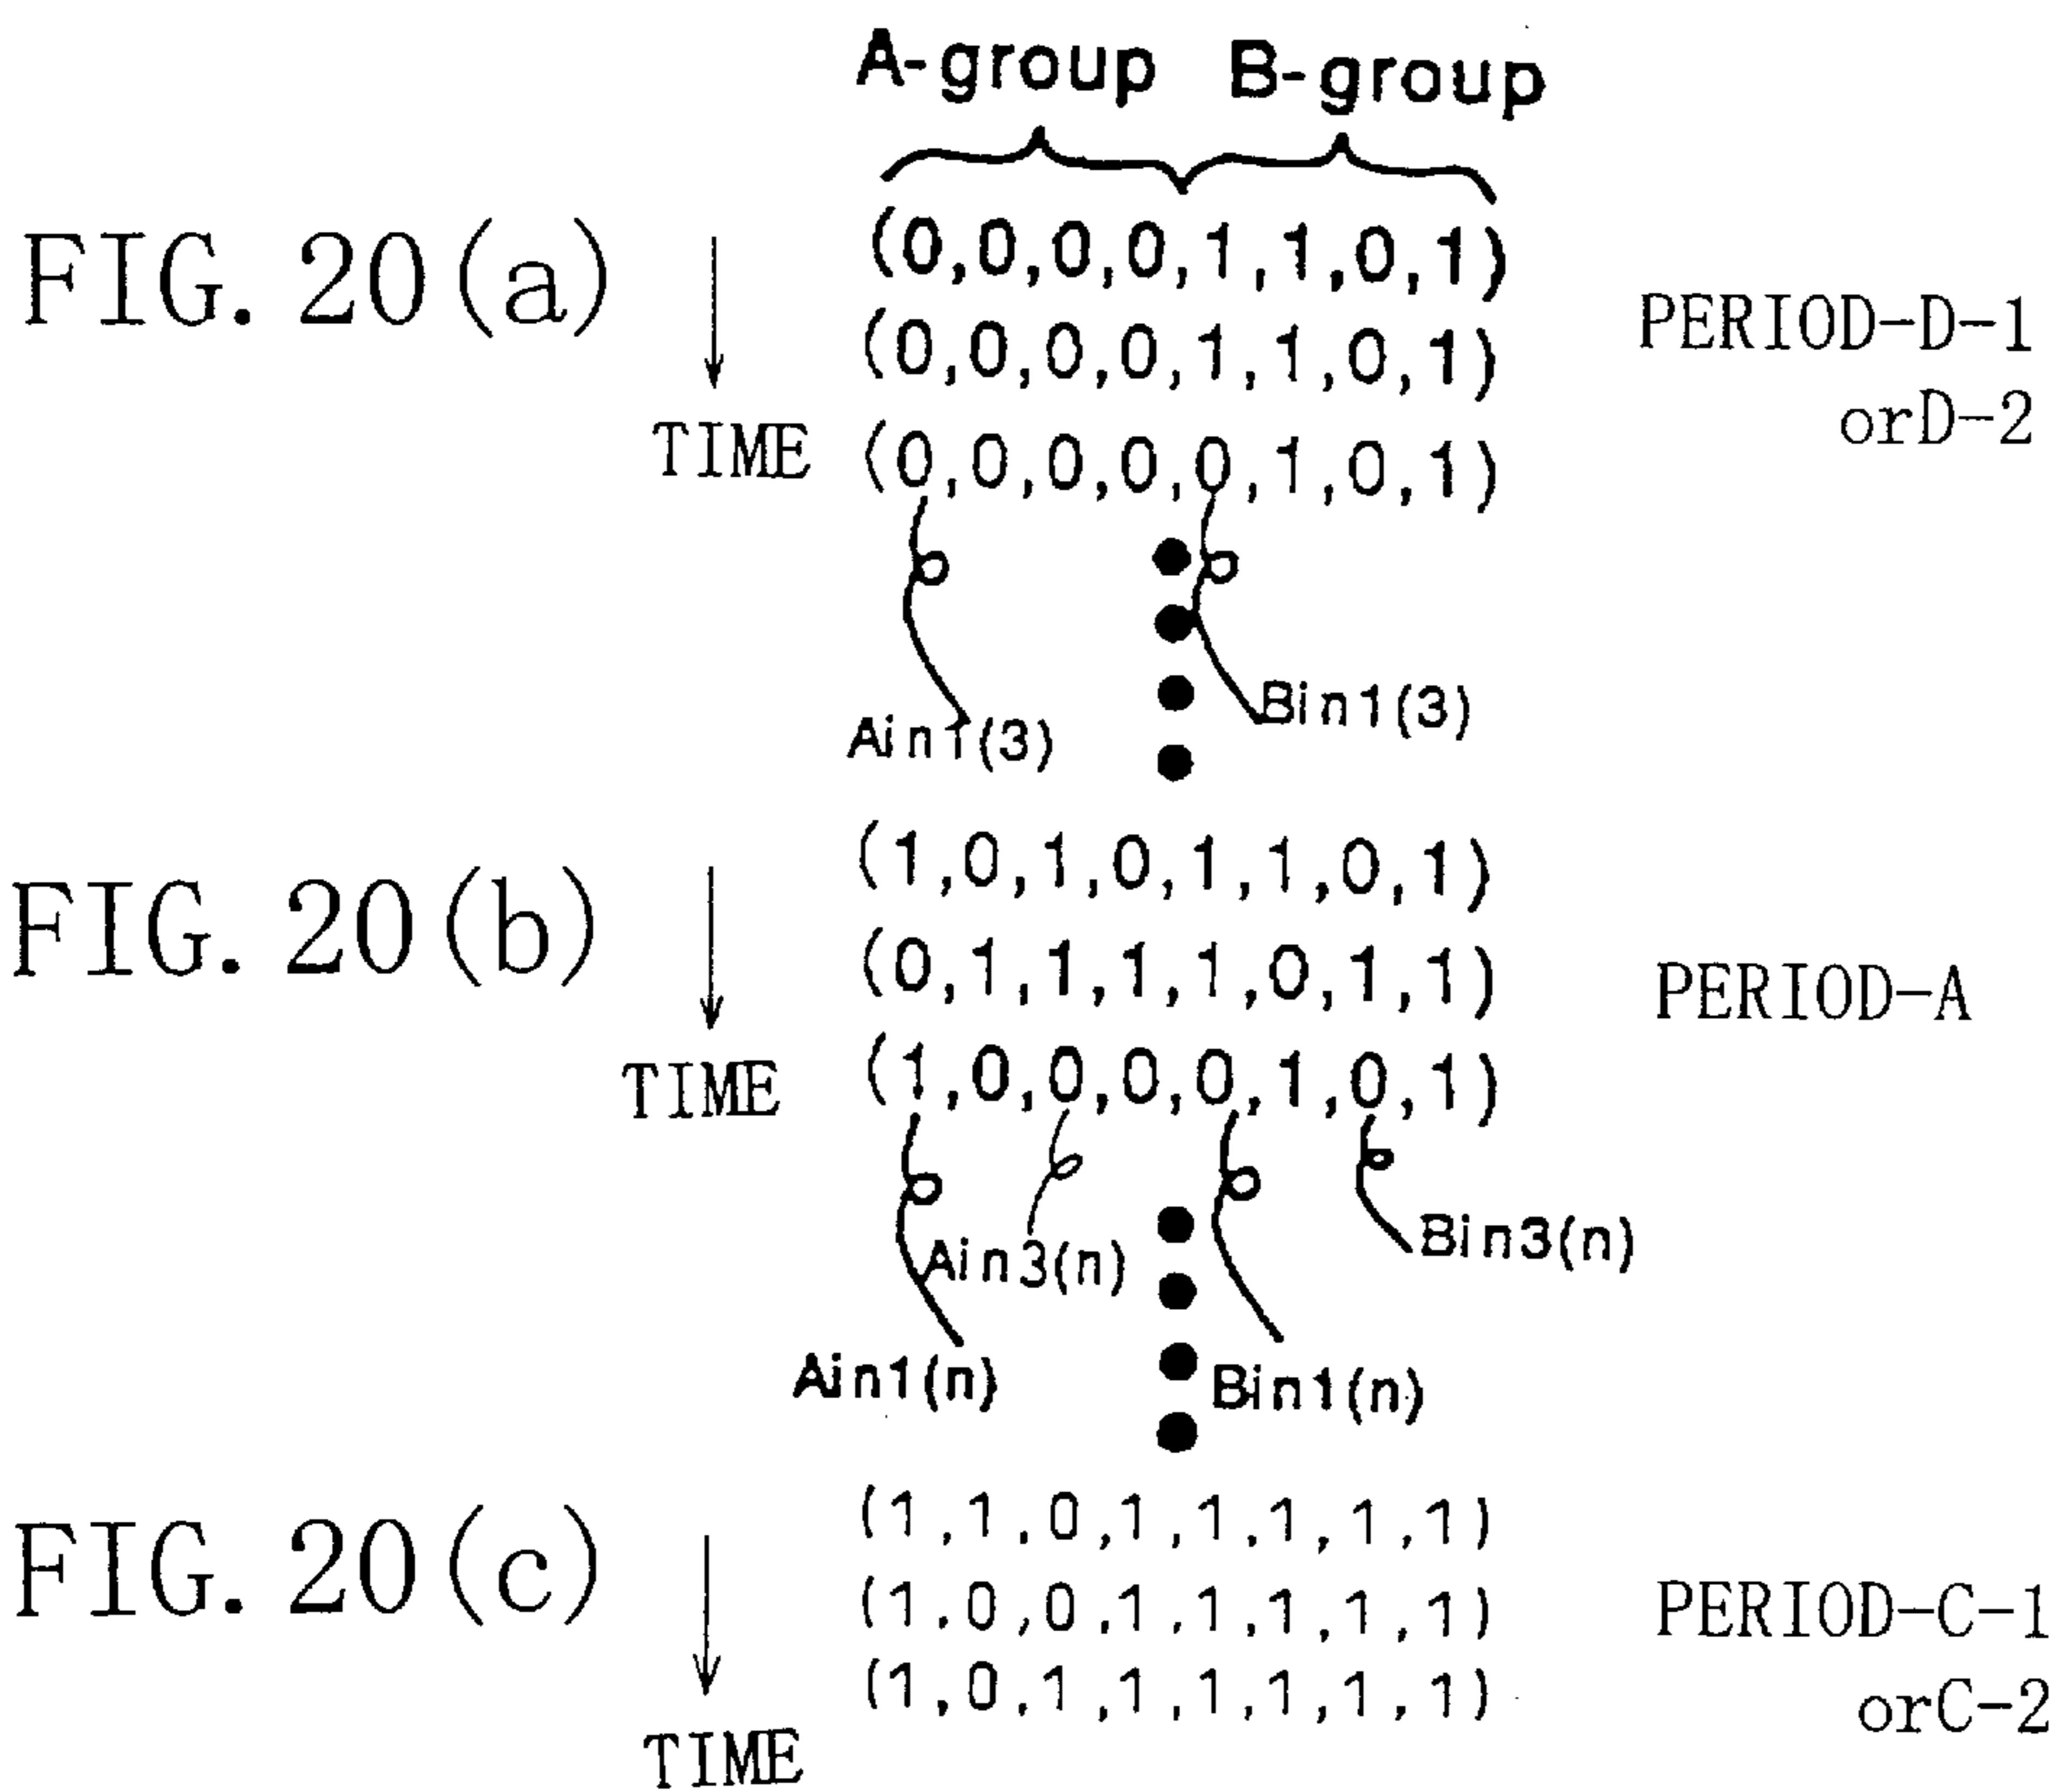 A-group B-group
FIG. 20(a)
(0,0,0,0,1,1,0,1)
(0,0,0,0,1,1,0,1)
TIME (0,0,0,0,0,1,0,1)
PERIOD-D-1
orD-2
Ain1(3)
Bin1(3)
FIG. 20(b)
(1,0,1,0,1,1,0,1)
(0,1,1,1,1,0,1,1)
PERIOD-A
TIME (1,0,0,0,0,1,0,1)
Ain3(n)
Bin3(n)
Ain1(n)
Bin1(n)
FIG. 20(c)
(1,1,0,1,1,1,1,1)
(1,0,0,1,1,1,1,1)
(1,0,1,1,1,1,1,1)
PERIOD-C-1
orC-2
TIME